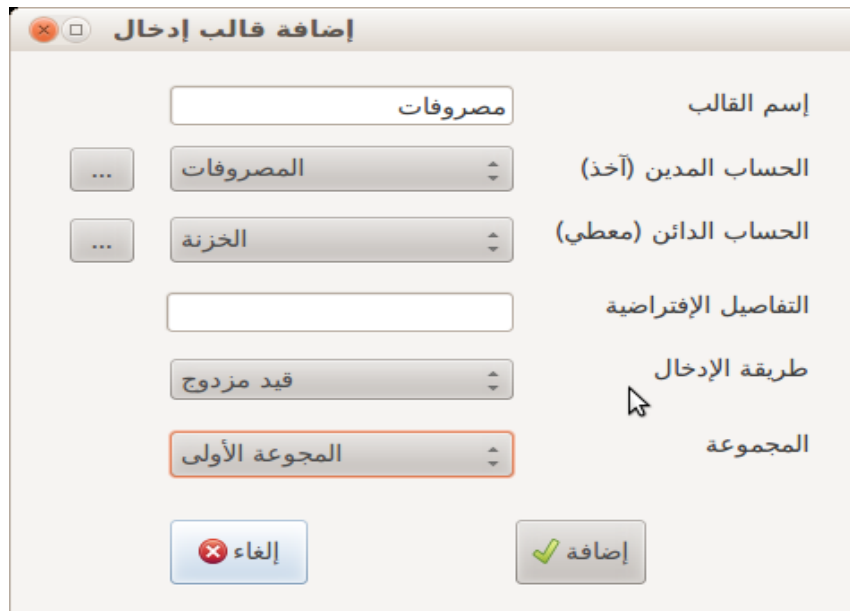 إضافة قالب إدخال
إسم القالب مصروفات
الحساب المدين (آخذ) المصروفات ...
الحساب الدائن (معطي) الخزنة ...
التفاصيل الإفتراضية
طريقة الإدخال قيد مزدوج
المجموعة المجوعة الأولى
إضافة إلغاء